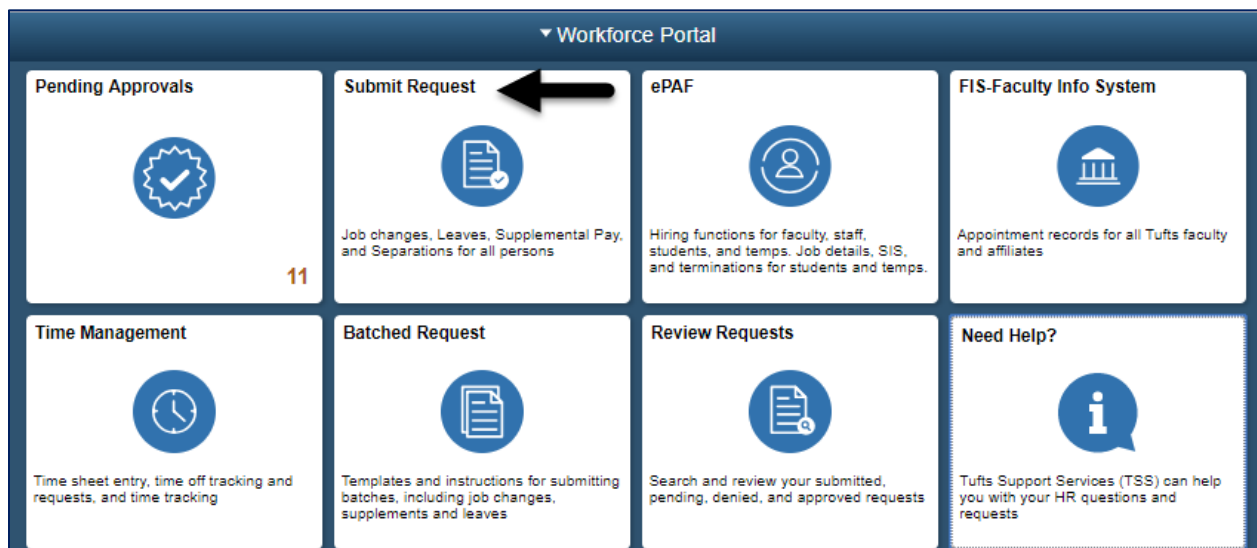 Workforce Portal
Pending Approvals
11
Submit Request
Job changes, Leaves, Supplemental Pay,
and Separations for all persons
ePAF
Hiring functions for faculty, staff,
students, and temps. Job details, SIS,
and terminations for students and temps.
FIS-Faculty Info System
Appointment records for all Tufts faculty
and affiliates
Time Management
Time sheet entry, time off tracking and
requests, and time tracking
Batched Request
Templates and instructions for submitting
batches, including job changes,
supplements and leaves
Review Requests
Search and review your submitted,
pending, denied, and approved requests
Need Help?
Tufts Support Services (TSS) can help
you with your HR questions and
requests